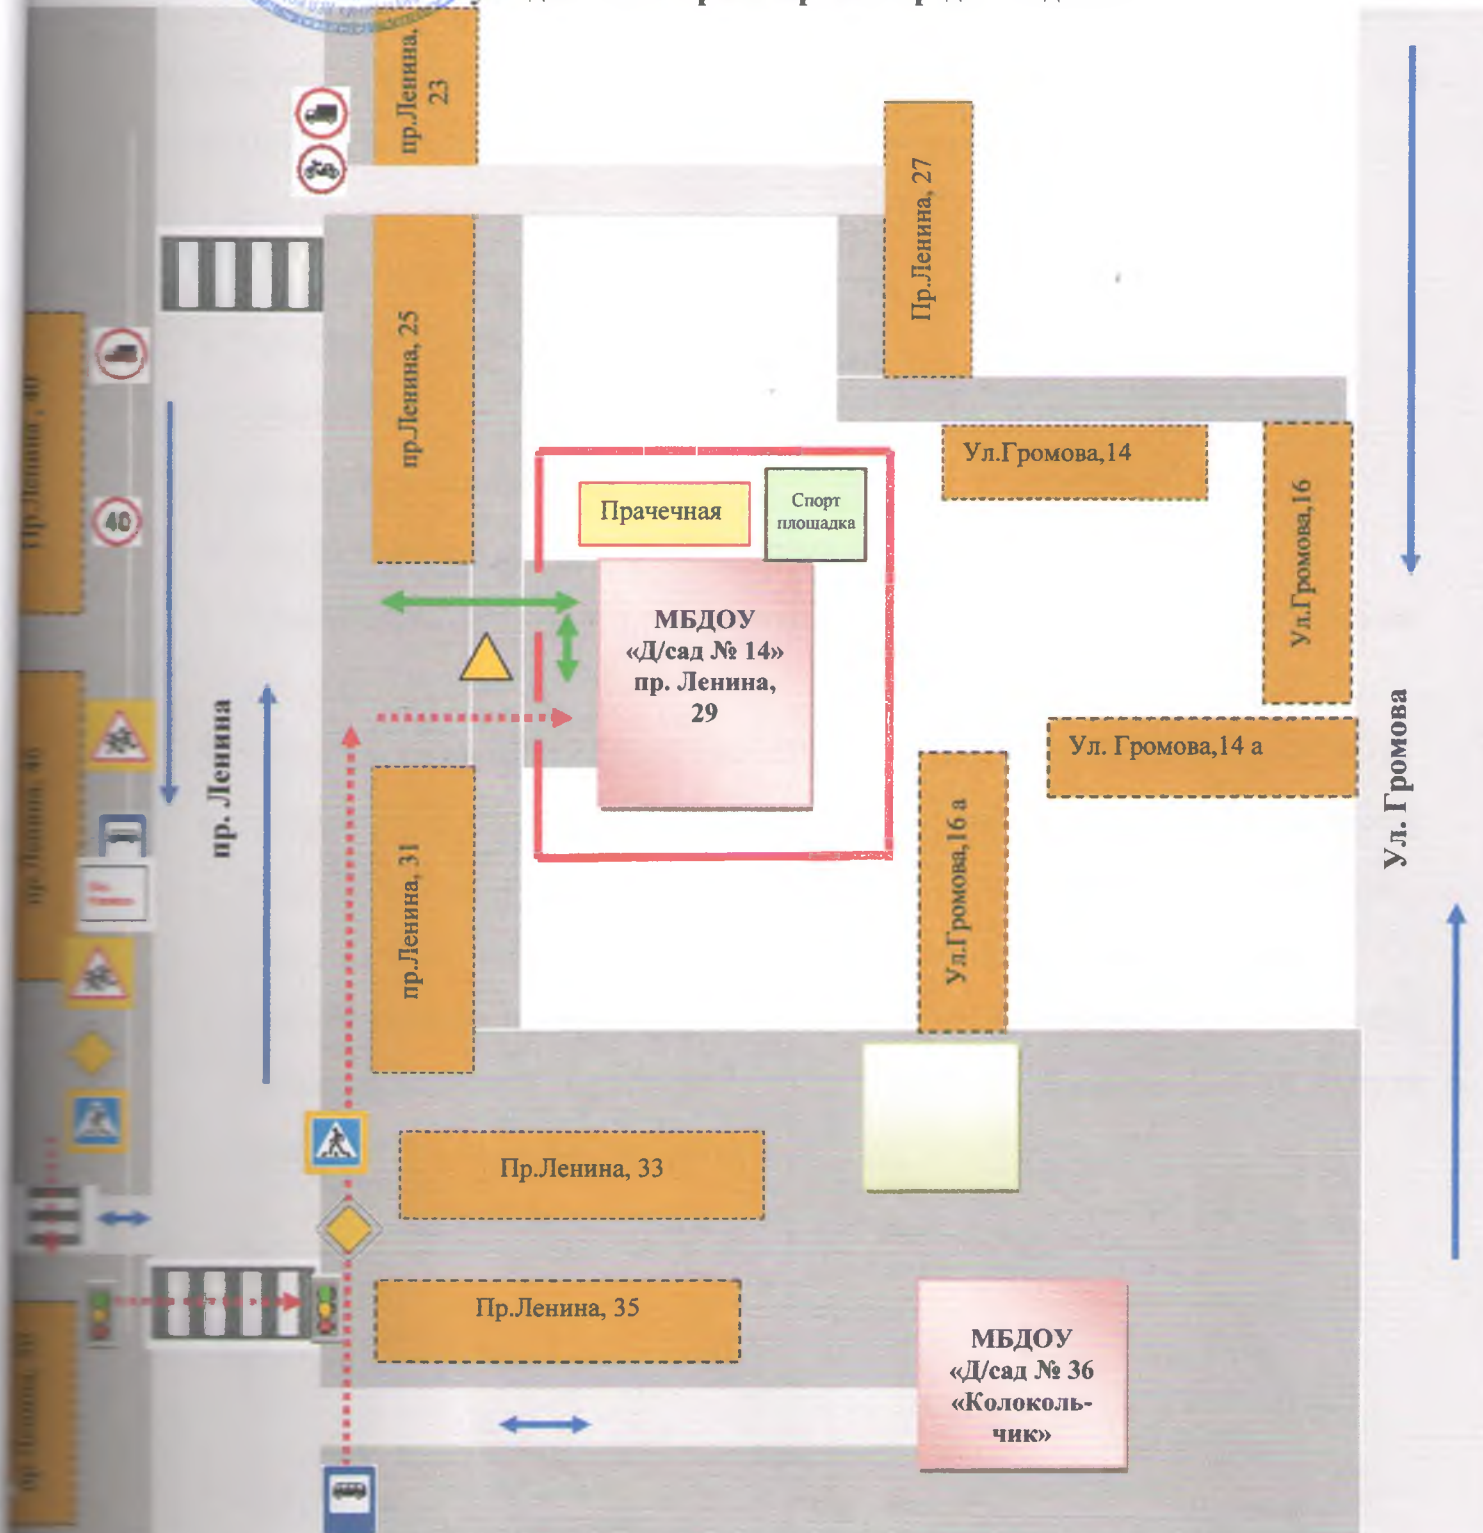 пр.Ленина,
23
Пр.Ленина, 27
пр.Ленина, 25
Ул.Громова,14
Ул.Громова,16
40
Прачечная
Спорт
площадка
МБДОУ
«Д/сад № 14»
пр. Ленина,
29
пр. Ленина
Ул. Громова,14 а
Ул. Громова
Ул.Громова,16 а
пр.Ленина, 31
Пр.Ленина, 33
Пр.Ленина, 35
МБДОУ
«Д/сад № 36
«Колоколь-
чик»